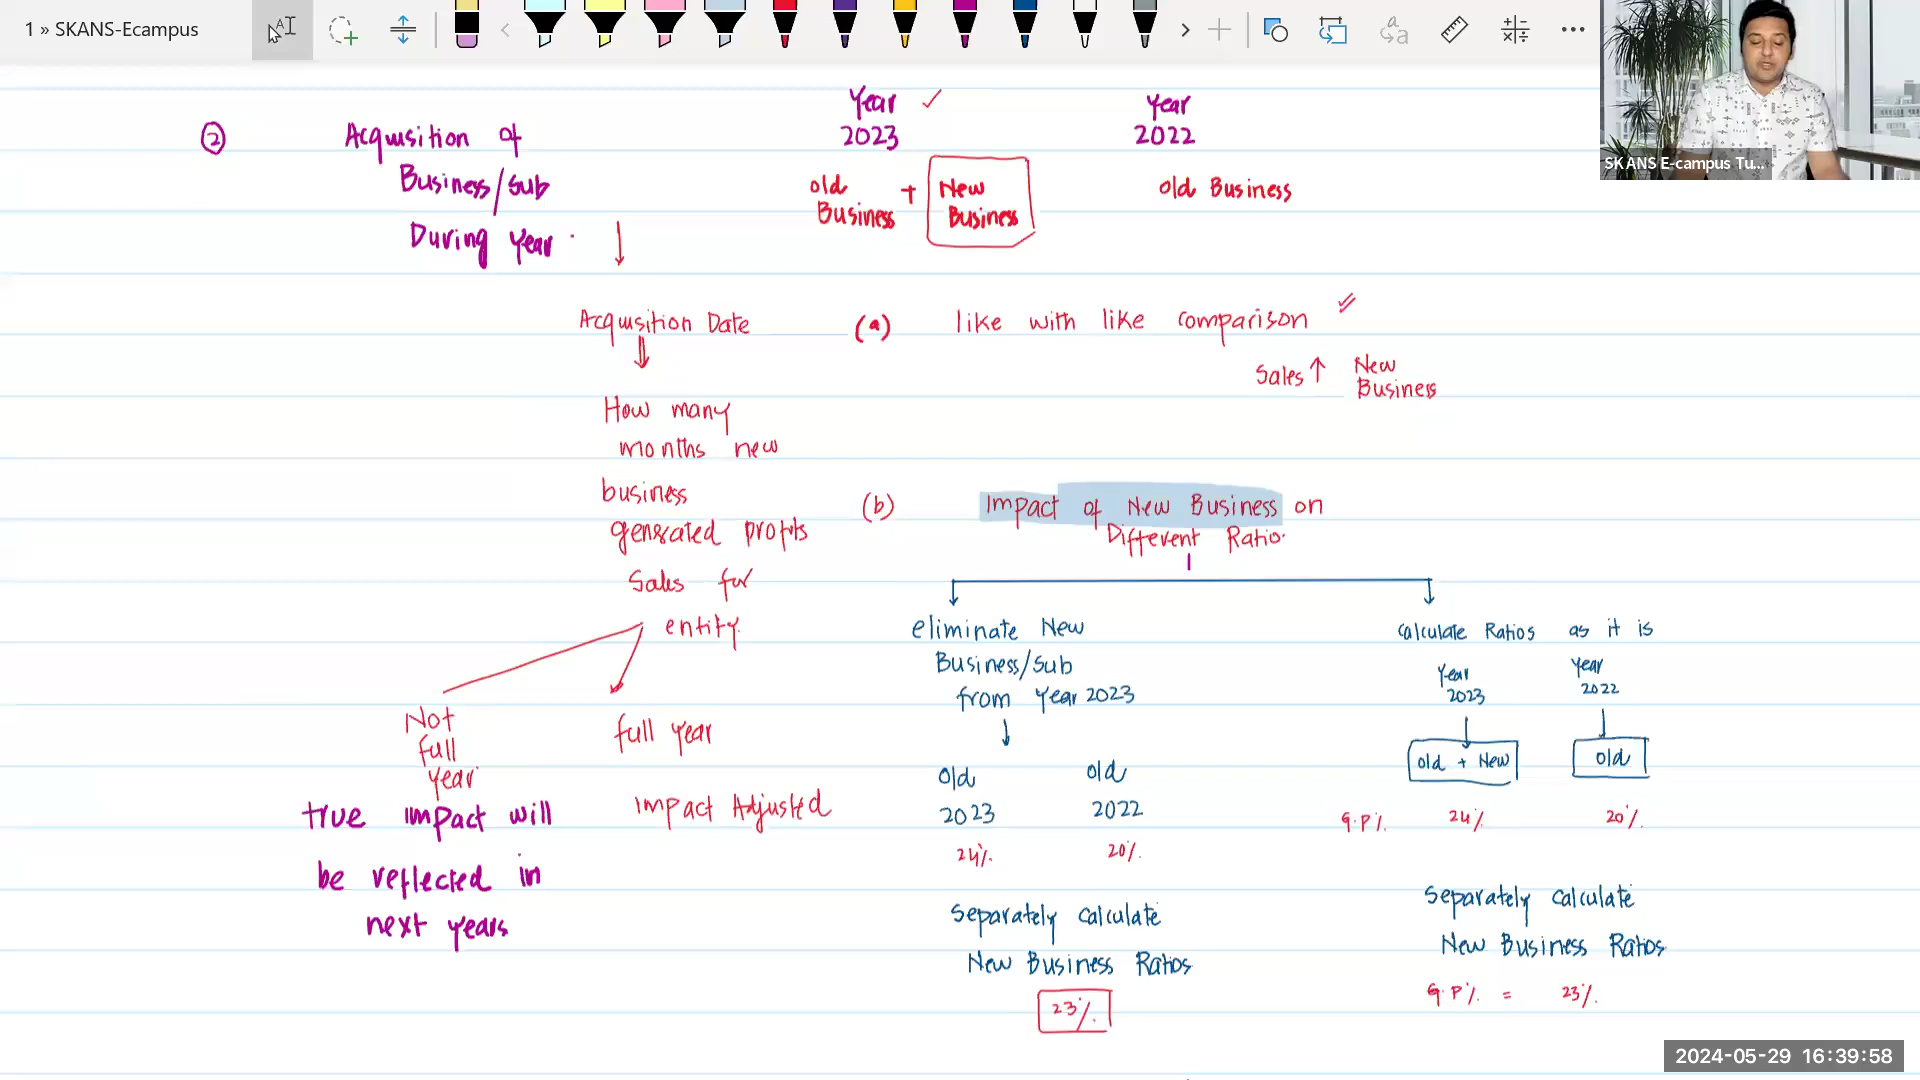 1 » SKANS-Ecampus
SKANS E-campus Tu...
②
Acquisition of
Business/Sub
During Year
Year
2023
Year
2022
Old
Business
+
New
Business
Old Business
Acquisition Date
How many
months new
business
generated profits
Sales for
entity
Not
full
year
full year
True impact will
be reflected in
next years
Impact Adjusted
(a) like with like comparison
Sales ↑ New
Business
(b) Impact of New Business on
Different Ratio.
eliminate New
Business/Sub
from Year 2023
Old
2023
24%
Old
2022
20%
Separately calculate
New Business Ratios
23%
Calculate Ratios as it is
Year
2023
Year
2022
old + New
old
G.P% 24% 20%
Separately calculate
New Business Ratios
G.P% = 23%
2024-05-29 16:39:58